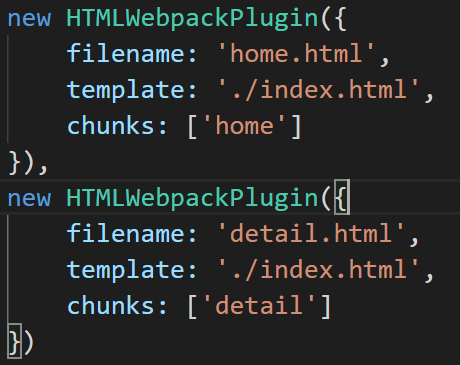 new HTMLWebpackPlugin({
    filename: 'home.html',
    template: './index.html',
    chunks: ['home']
}),
new HTMLWebpackPlugin({
    filename: 'detail.html',
    template: './index.html',
    chunks: ['detail']
})